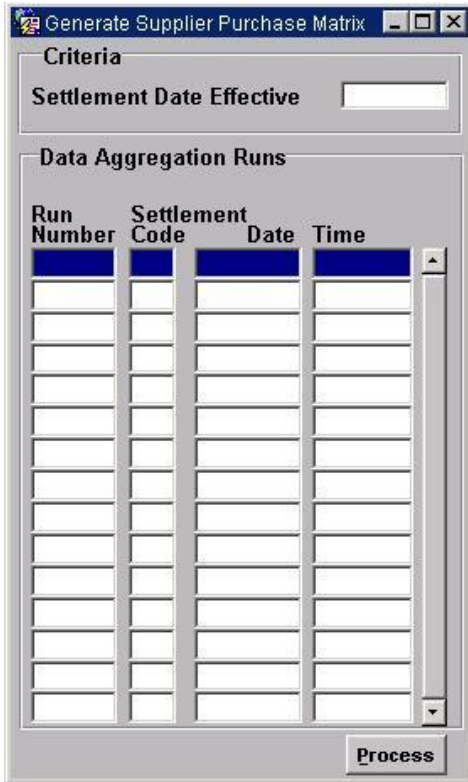 Generate Supplier Purchase Matrix
Criteria
Settlement Date Effective
Data Aggregation Runs
Run Settlement
Number Code Date Time
Process